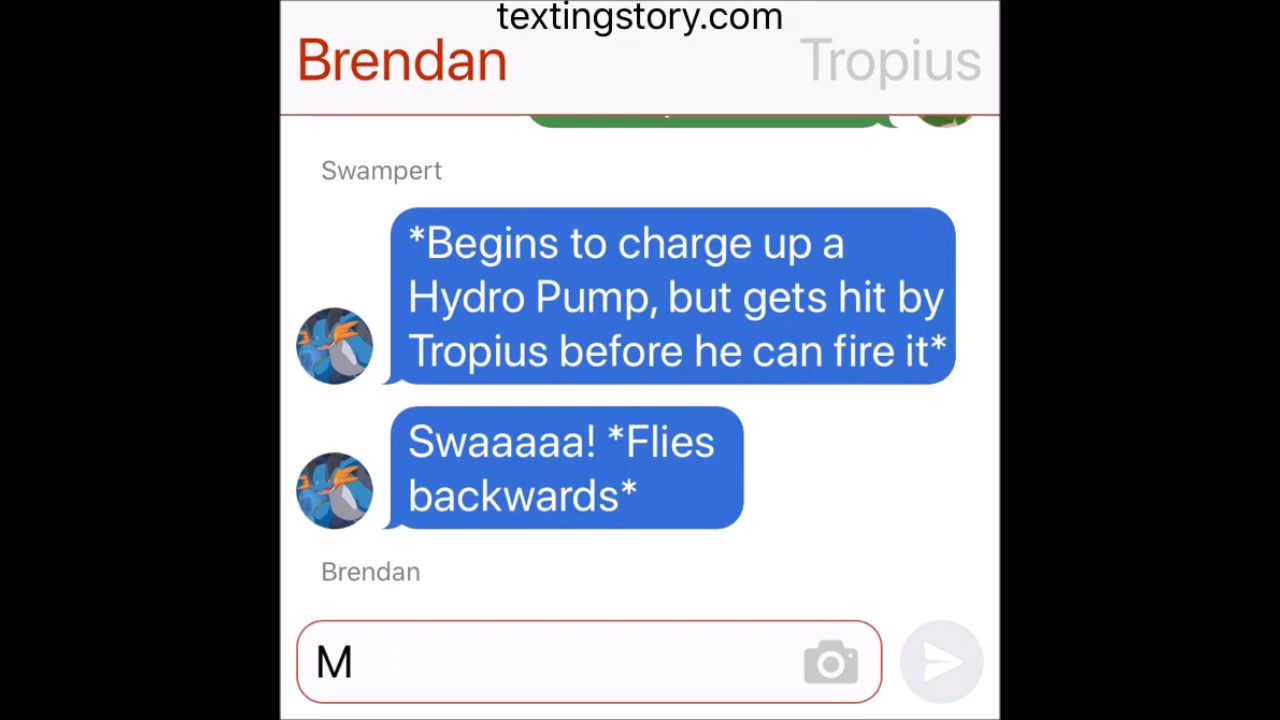 textingstory.com
Brendan
Tropius
Swampert
*Begins to charge up a
Hydro Pump, but gets hit by
Tropius before he can fire it*
Swaaaaa! *Flies
backwards*
Brendan
M